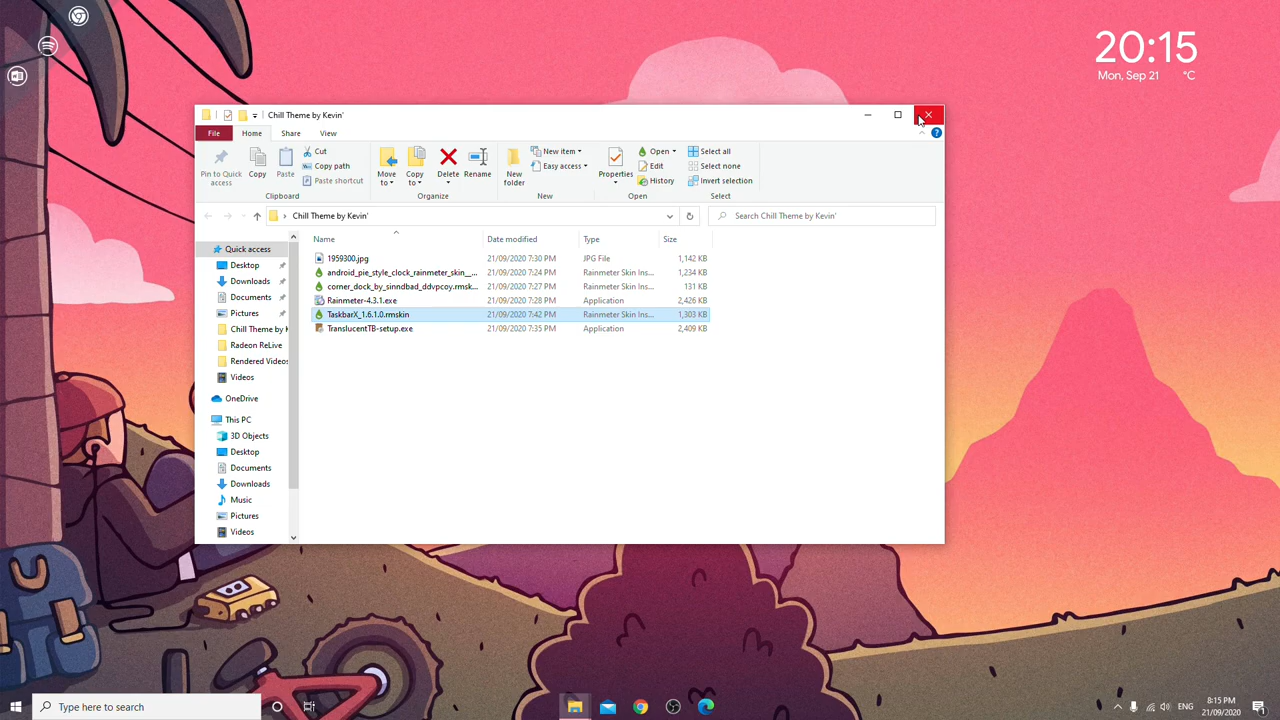 20:15
Mon, Sep 21 °C
Chill Theme by Kevin'
File Home Share View
Pin to Quick access
Copy
Paste
Cut
Copy path
Paste shortcut
Clipboard
Move to
Copy to
Delete
Rename
Organize
New folder
New item
Easy access
New
Properties
Open
Edit
History
Open
Select all
Select none
Invert selection
Select
Chill Theme by Kevin'
Search Chill Theme by Kevin'
Quick access
Desktop
Downloads
Documents
Pictures
Chill Theme by K
Radeon ReLive
Rendered Videos
Videos
OneDrive
This PC
3D Objects
Desktop
Documents
Downloads
Music
Pictures
Videos
Name Date modified Type Size
1959300.jpg 21/09/2020 7:30 PM JPG File 1,142 KB
android_pie_style_clock_rainmeter_skin__... 21/09/2020 7:24 PM Rainmeter Skin Ins... 1,234 KB
corner_dock_by_sinndbad_ddvpcoy.rmsk... 21/09/2020 7:27 PM Rainmeter Skin Ins... 131 KB
Rainmeter-4.3.1.exe 21/09/2020 7:28 PM Application 2,426 KB
TaskbarX_1.6.1.0.rmskin 21/09/2020 7:42 PM Rainmeter Skin Ins... 1,303 KB
TranslucentTB-setup.exe 21/09/2020 7:35 PM Application 2,409 KB
Type here to search
ENG
8:15 PM
21/09/2020
1